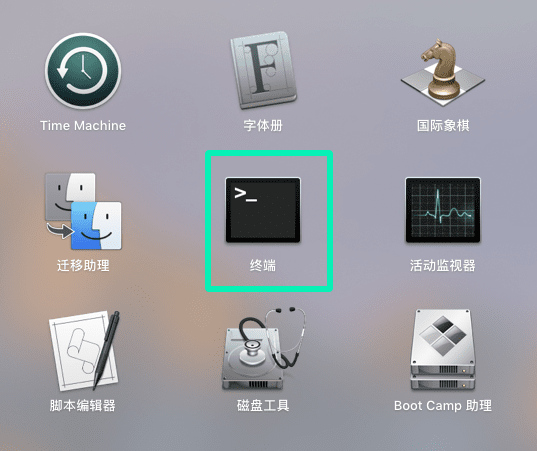 Time Machine
字体册
国际象棋
迁移助理
>_
终端
活动监视器
脚本编辑器
磁盘工具
Boot Camp 助理